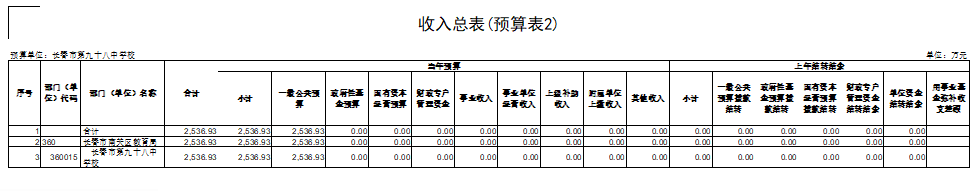 收入总表(预算表2)
预算单位：长春市第九十八中学校 单位：万元
序号 部门（单位）代码 部门（单位）名称 合计 当年预算 上年结转结余
小计 一般公共预算 政府性基金预算 国有资本经营预算 财政专户管理资金 事业收入 事业单位经营收入 上级补助收入 附属单位上缴收入 其他收入 小计 一般公共预算拨款结转 政府性基金预算拨款结转 国有资本经营预算拨款结转 财政专户管理资金结转结余 单位资金结转结余 用事业基金弥补收支差额
1 合计 2,536.93 2,536.93 2,536.93 0.00 0.00 0.00 0.00 0.00 0.00 0.00 0.00 0.00 0.00 0.00 0.00 0.00 0.00
2 360 长春市南关区教育局 2,536.93 2,536.93 2,536.93 0.00 0.00 0.00 0.00 0.00 0.00 0.00 0.00 0.00 0.00 0.00 0.00 0.00 0.00
3 360015 长春市第九十八中学校 2,536.93 2,536.93 2,536.93 0.00 0.00 0.00 0.00 0.00 0.00 0.00 0.00 0.00 0.00 0.00 0.00 0.00 0.00